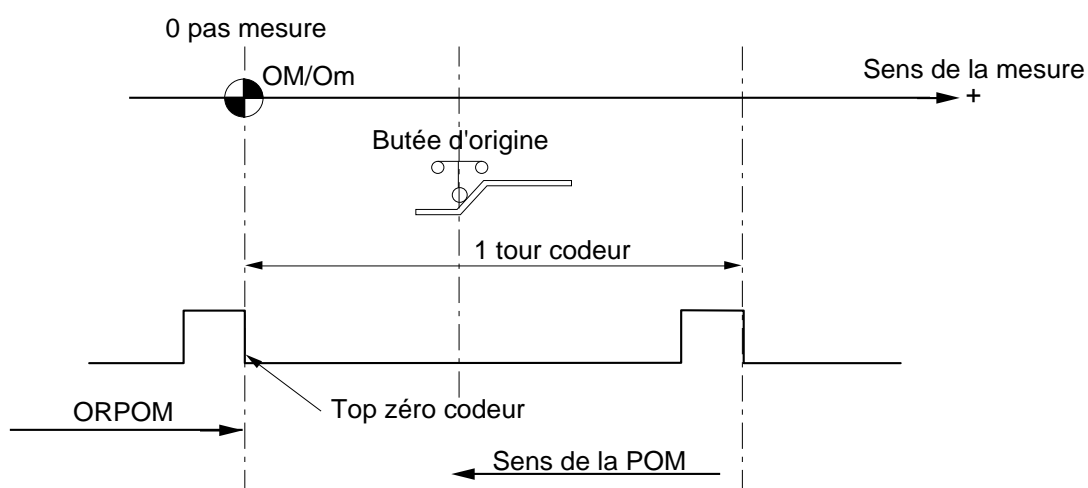 0 pas mesure
OM/Om
Sens de la mesure
+
Butée d'origine
1 tour codeur
ORPOM
Top zéro codeur
Sens de la POM